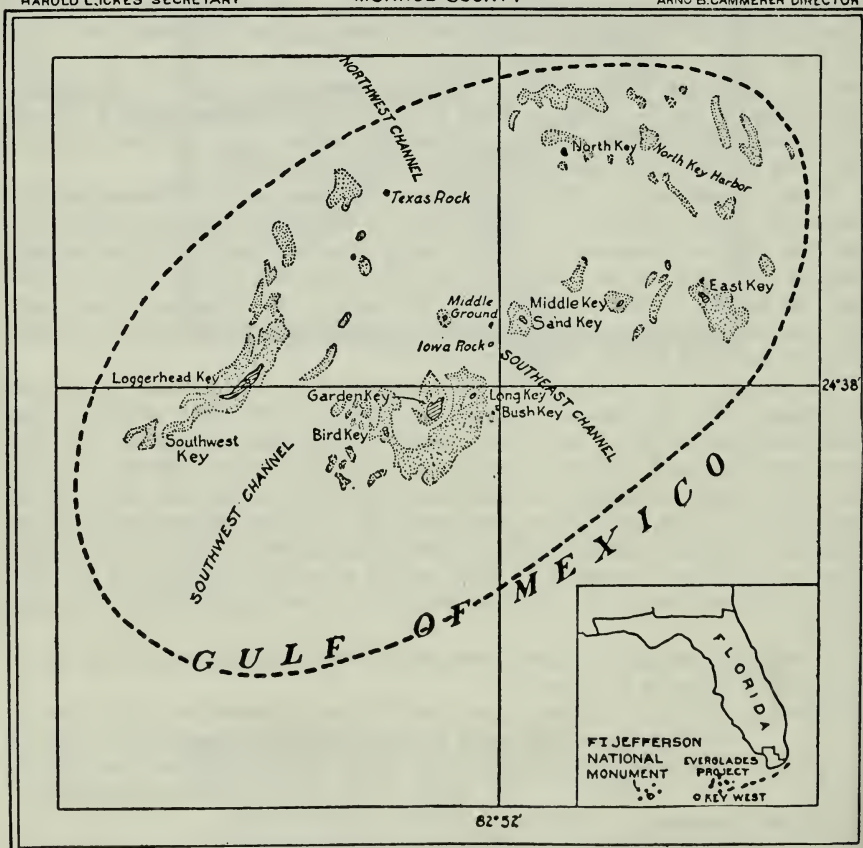 HAROLD L. ICKES SECRETARY
MONROE COUNTY
ARNO B. CAMMERER DIRECTOR
NORTHWEST CHANNEL
North Key
North Key Harbor
Texas Rock
East Key
Middle Ground
Middle Key
Sand Key
Iowa Rock
SOUTHEAST CHANNEL
Loggerhead Key
24°38'
Garden Key
Long Key
Bush Key
Bird Key
Southwest Key
SOUTHWEST CHANNEL
GULF OF MEXICO
FLORIDA
FT JEFFERSON
NATIONAL
MONUMENT
EVERGLADES
PROJECT
KEY WEST
82°52'